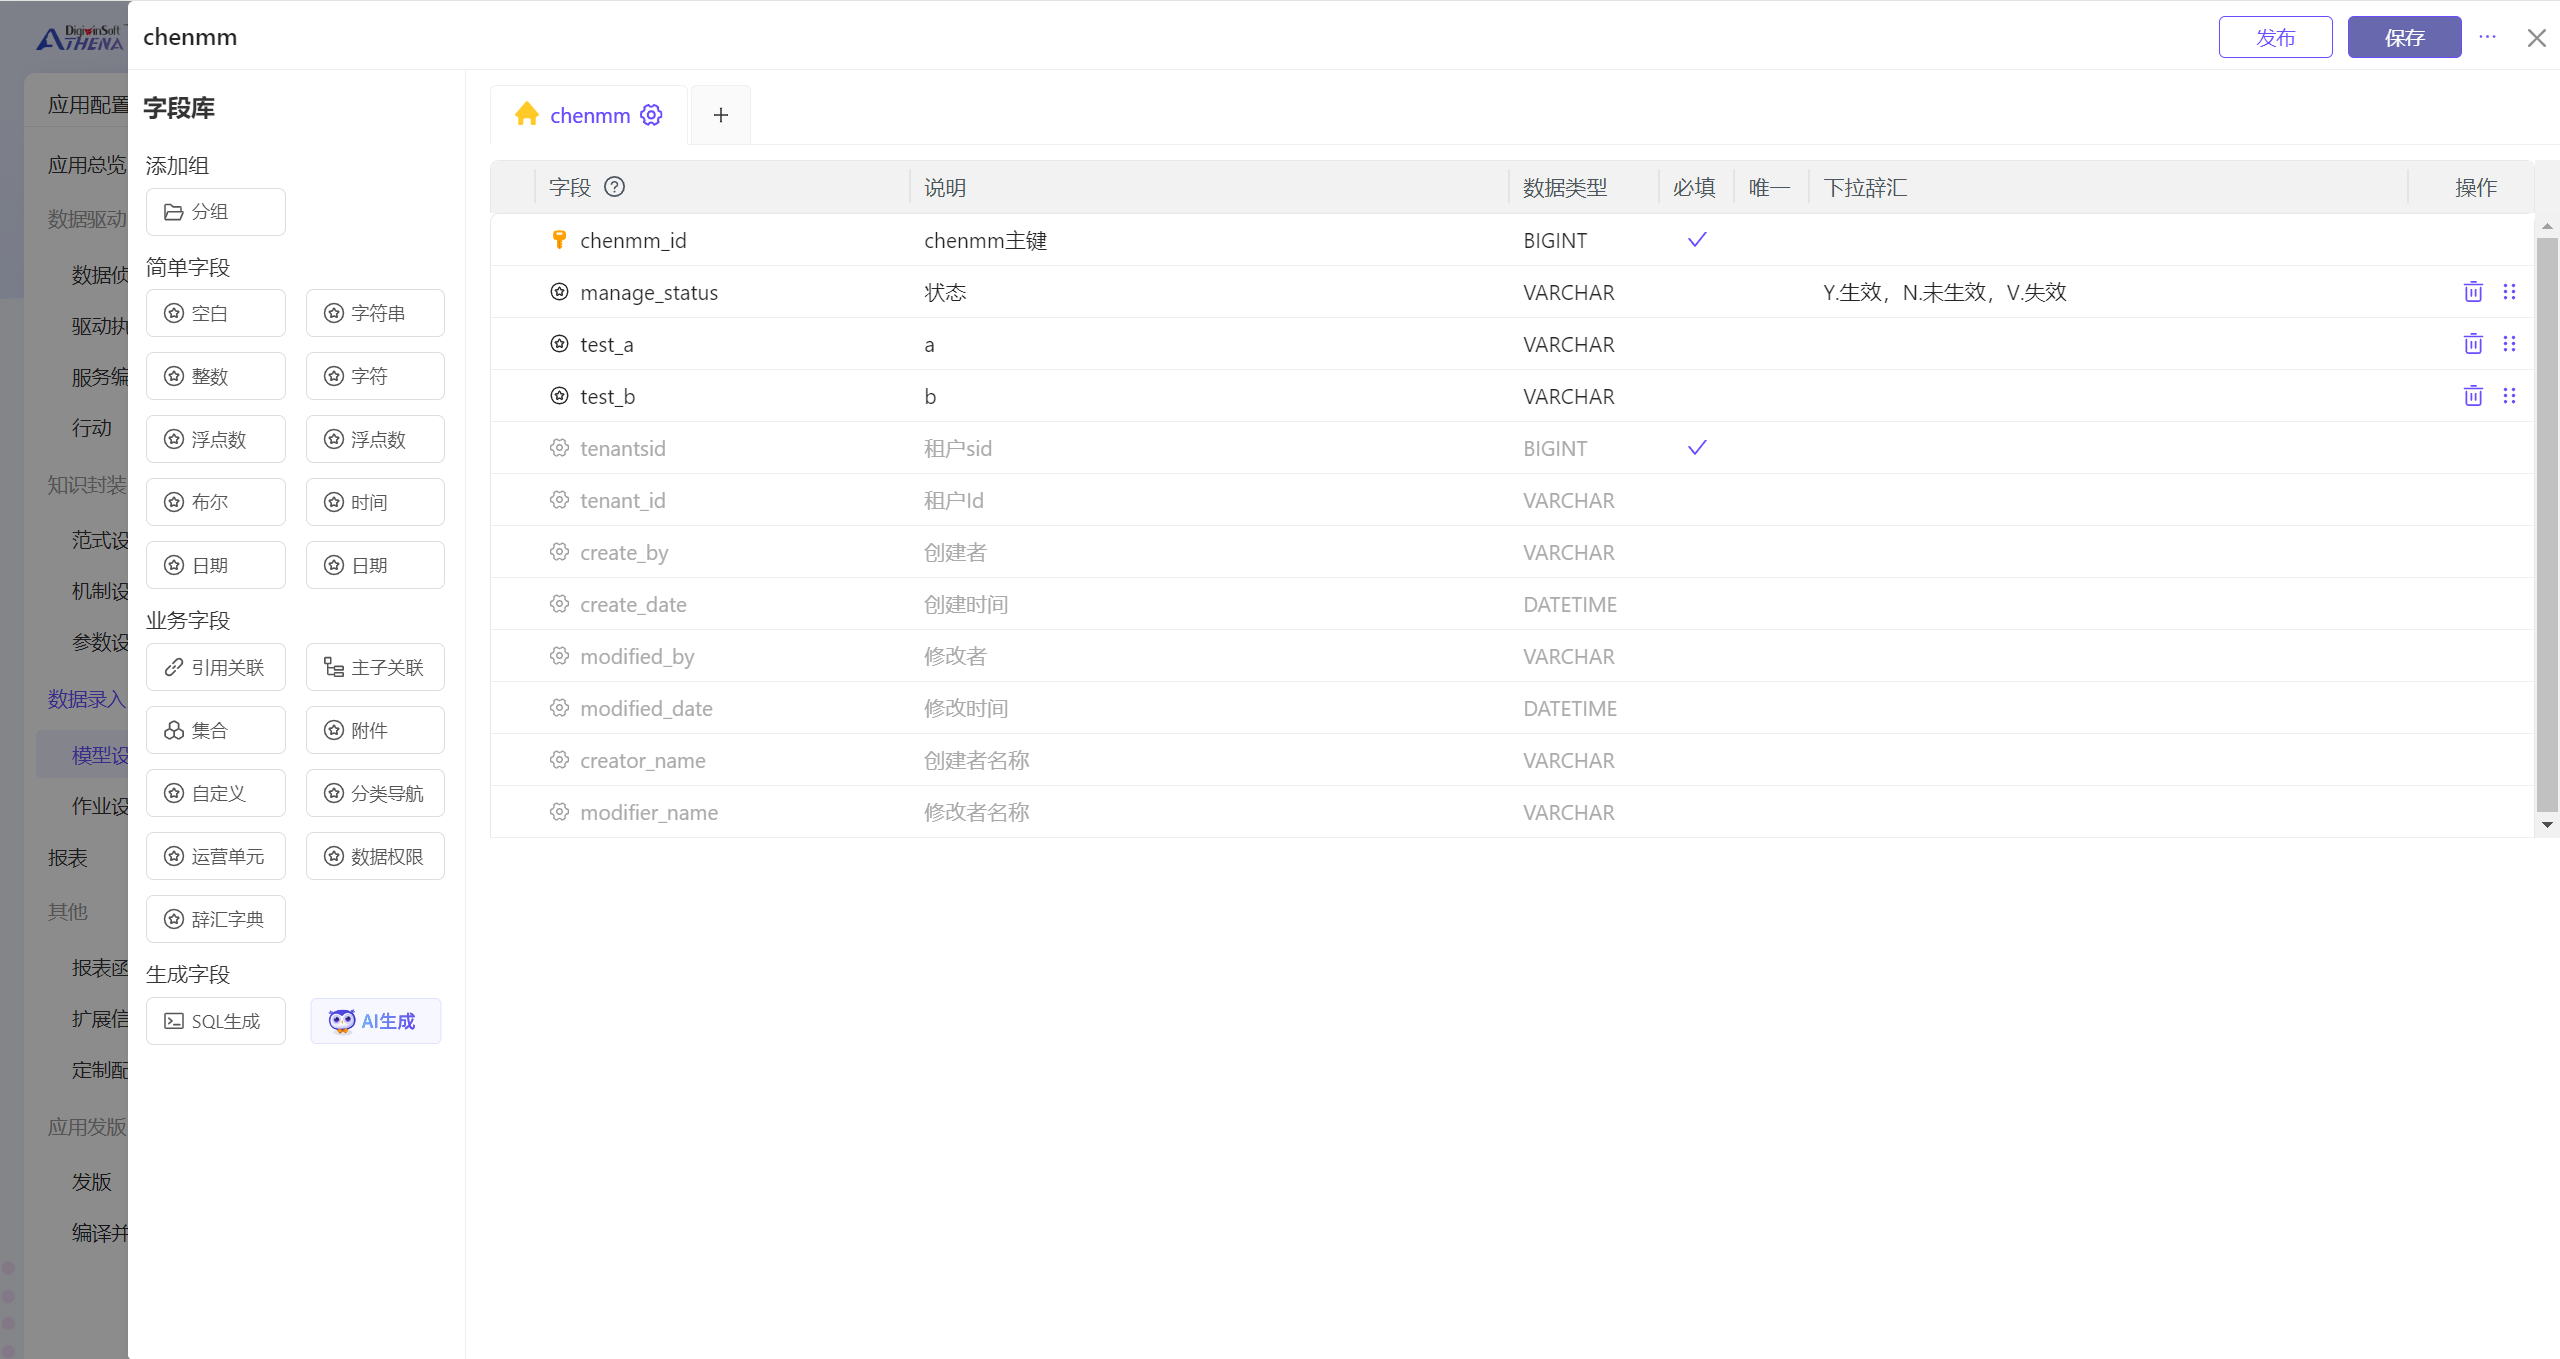 DigiwinSoft
ATHENA
应用配置
应用总览
数据驱动
数据侦
驱动执
服务编
行动
知识封装
范式设
机制设
参数设
数据录入
模型设
作业设
报表
其他
报表函
扩展信
定制配
应用发版
发版
编译并
chenmm
发布
保存
字段库
添加组
分组
简单字段
空白 字符串
整数 字符
浮点数 浮点数
布尔 时间
日期 日期
业务字段
引用关联 主子关联
集合 附件
自定义 分类导航
运营单元 数据权限
辞汇字典
生成字段
SQL生成 AI生成
chenmm +
字段 说明 数据类型 必填 唯一 下拉辞汇 操作
chenmm_id chenmm主键 BIGINT
manage_status 状态 VARCHAR Y.生效，N.未生效，V.失效
test_a a VARCHAR
test_b b VARCHAR
tenantsid 租户sid BIGINT
tenant_id 租户Id VARCHAR
create_by 创建者 VARCHAR
create_date 创建时间 DATETIME
modified_by 修改者 VARCHAR
modified_date 修改时间 DATETIME
creator_name 创建者名称 VARCHAR
modifier_name 修改者名称 VARCHAR